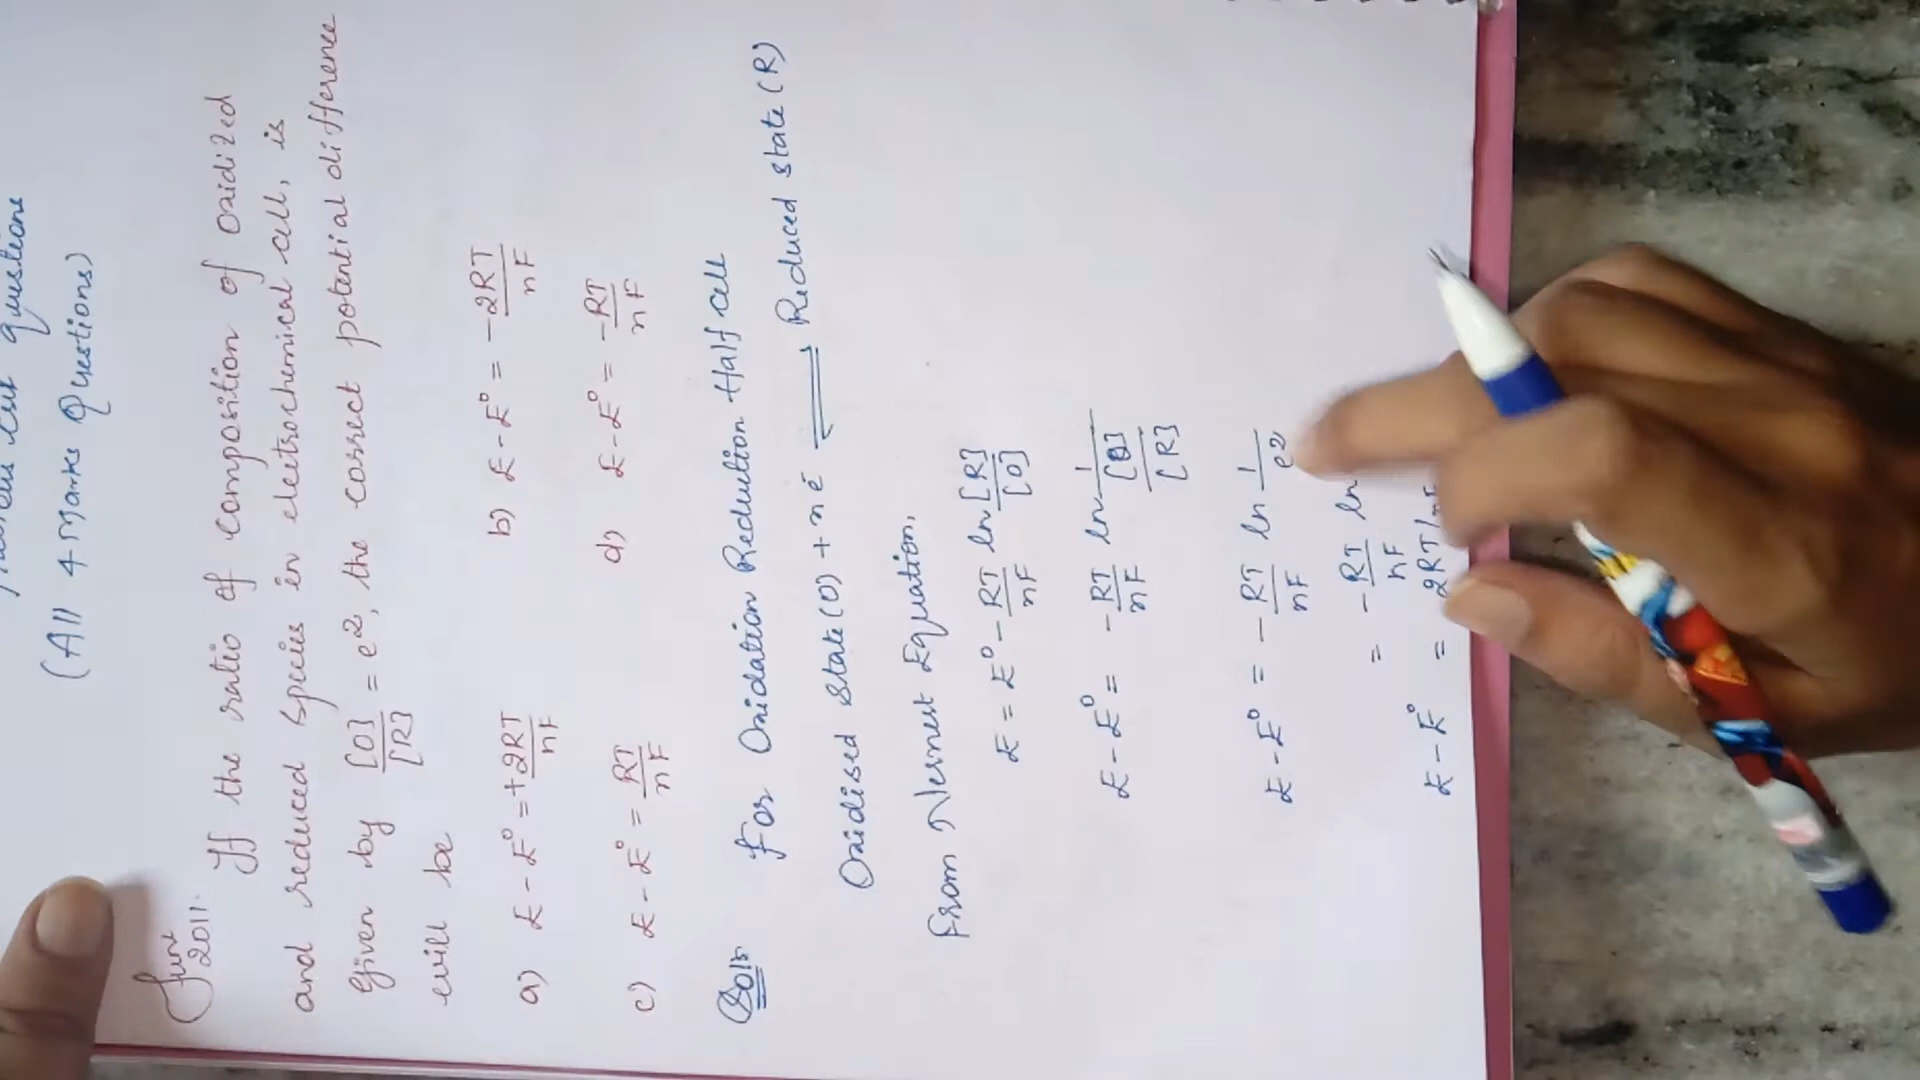 questions
(All 4 Marks Questions)
June 2011.
If the ratio of composition of oxidized
and reduced species in electrochemical cell, is
given by [O]/[R] = e², the correct potential difference
will be
a) E - E° = + 2RT/nF b) E - E° = - 2RT/nF
c) E - E° = RT/nF d) E - E° = - RT/nF
Soln For Oxidation Reduction Half cell
Oxidised state (O) + né ⇌ Reduced state (R)
From Nernst Equation,
E = E° - RT/nF ln [R]/[O]
E - E° = - RT/nF ln 1/[O]/[R]
E - E° = - RT/nF ln 1/e²
= - RT/nF ln
E - E° = 2RT/